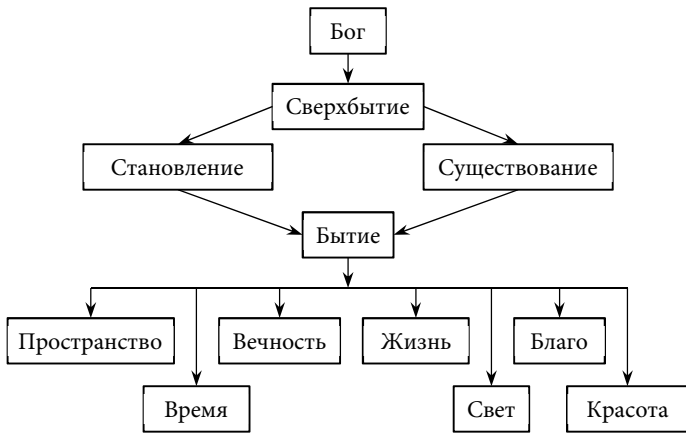 Бог
Сверхбытие
Становление
Существование
Бытие
Пространство
Вечность
Жизнь
Благо
Время
Свет
Красота